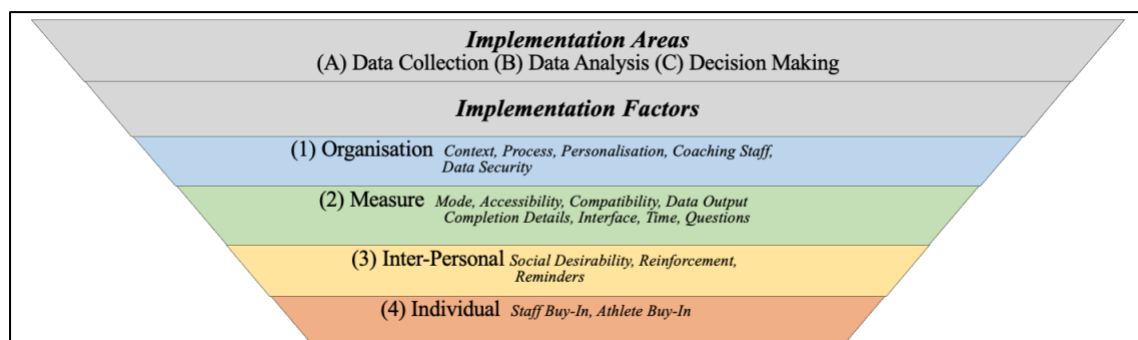 Implementation Areas
(A) Data Collection (B) Data Analysis (C) Decision Making
Implementation Factors
(1) Organisation Context, Process, Personalisation, Coaching Staff,
Data Security
(2) Measure Mode, Accessibility, Compatibility, Data Output
Completion Details, Interface, Time, Questions
(3) Inter-Personal Social Desirability, Reinforcement,
Reminders
(4) Individual Staff Buy-In, Athlete Buy-In